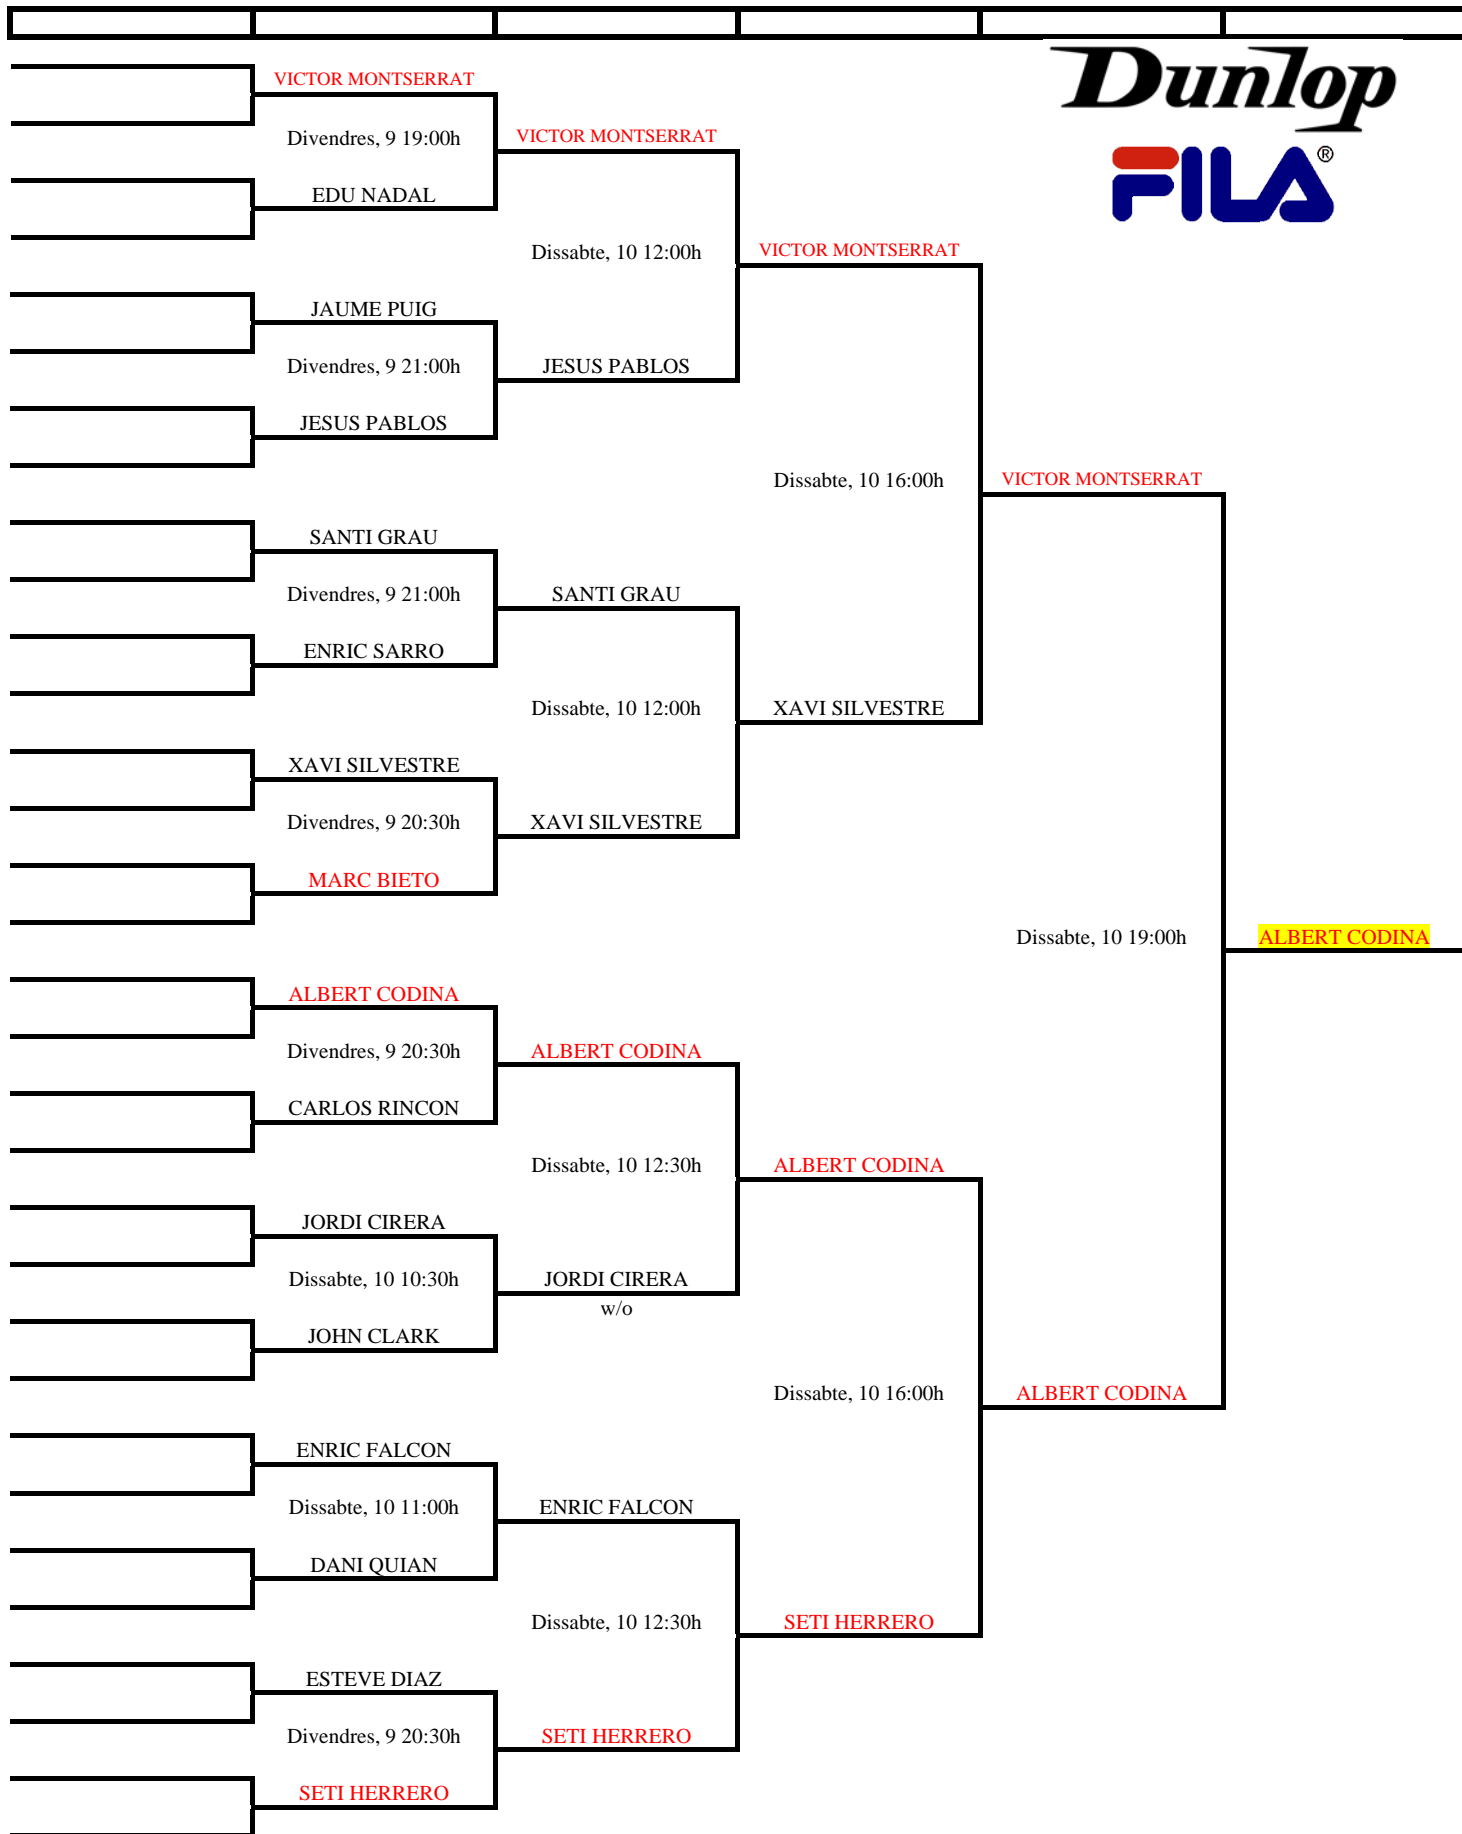 Dunlop
FILA®
VICTOR MONTSERRAT
Divendres, 9 19:00h
VICTOR MONTSERRAT
EDU NADAL
Dissabte, 10 12:00h
VICTOR MONTSERRAT
JAUME PUIG
Divendres, 9 21:00h
JESUS PABLOS
JESUS PABLOS
Dissabte, 10 16:00h
VICTOR MONTSERRAT
SANTI GRAU
Divendres, 9 21:00h
SANTI GRAU
ENRIC SARRO
Dissabte, 10 12:00h
XAVI SILVESTRE
XAVI SILVESTRE
Divendres, 9 20:30h
XAVI SILVESTRE
MARC BIETO
Dissabte, 10 19:00h
ALBERT CODINA
ALBERT CODINA
Divendres, 9 20:30h
ALBERT CODINA
CARLOS RINCON
Dissabte, 10 12:30h
ALBERT CODINA
JORDI CIRERA
Dissabte, 10 10:30h
JORDI CIRERA
w/o
JOHN CLARK
Dissabte, 10 16:00h
ALBERT CODINA
ENRIC FALCON
Dissabte, 10 11:00h
ENRIC FALCON
DANI QUIAN
Dissabte, 10 12:30h
SETI HERRERO
ESTEVE DIAZ
Divendres, 9 20:30h
SETI HERRERO
SETI HERRERO